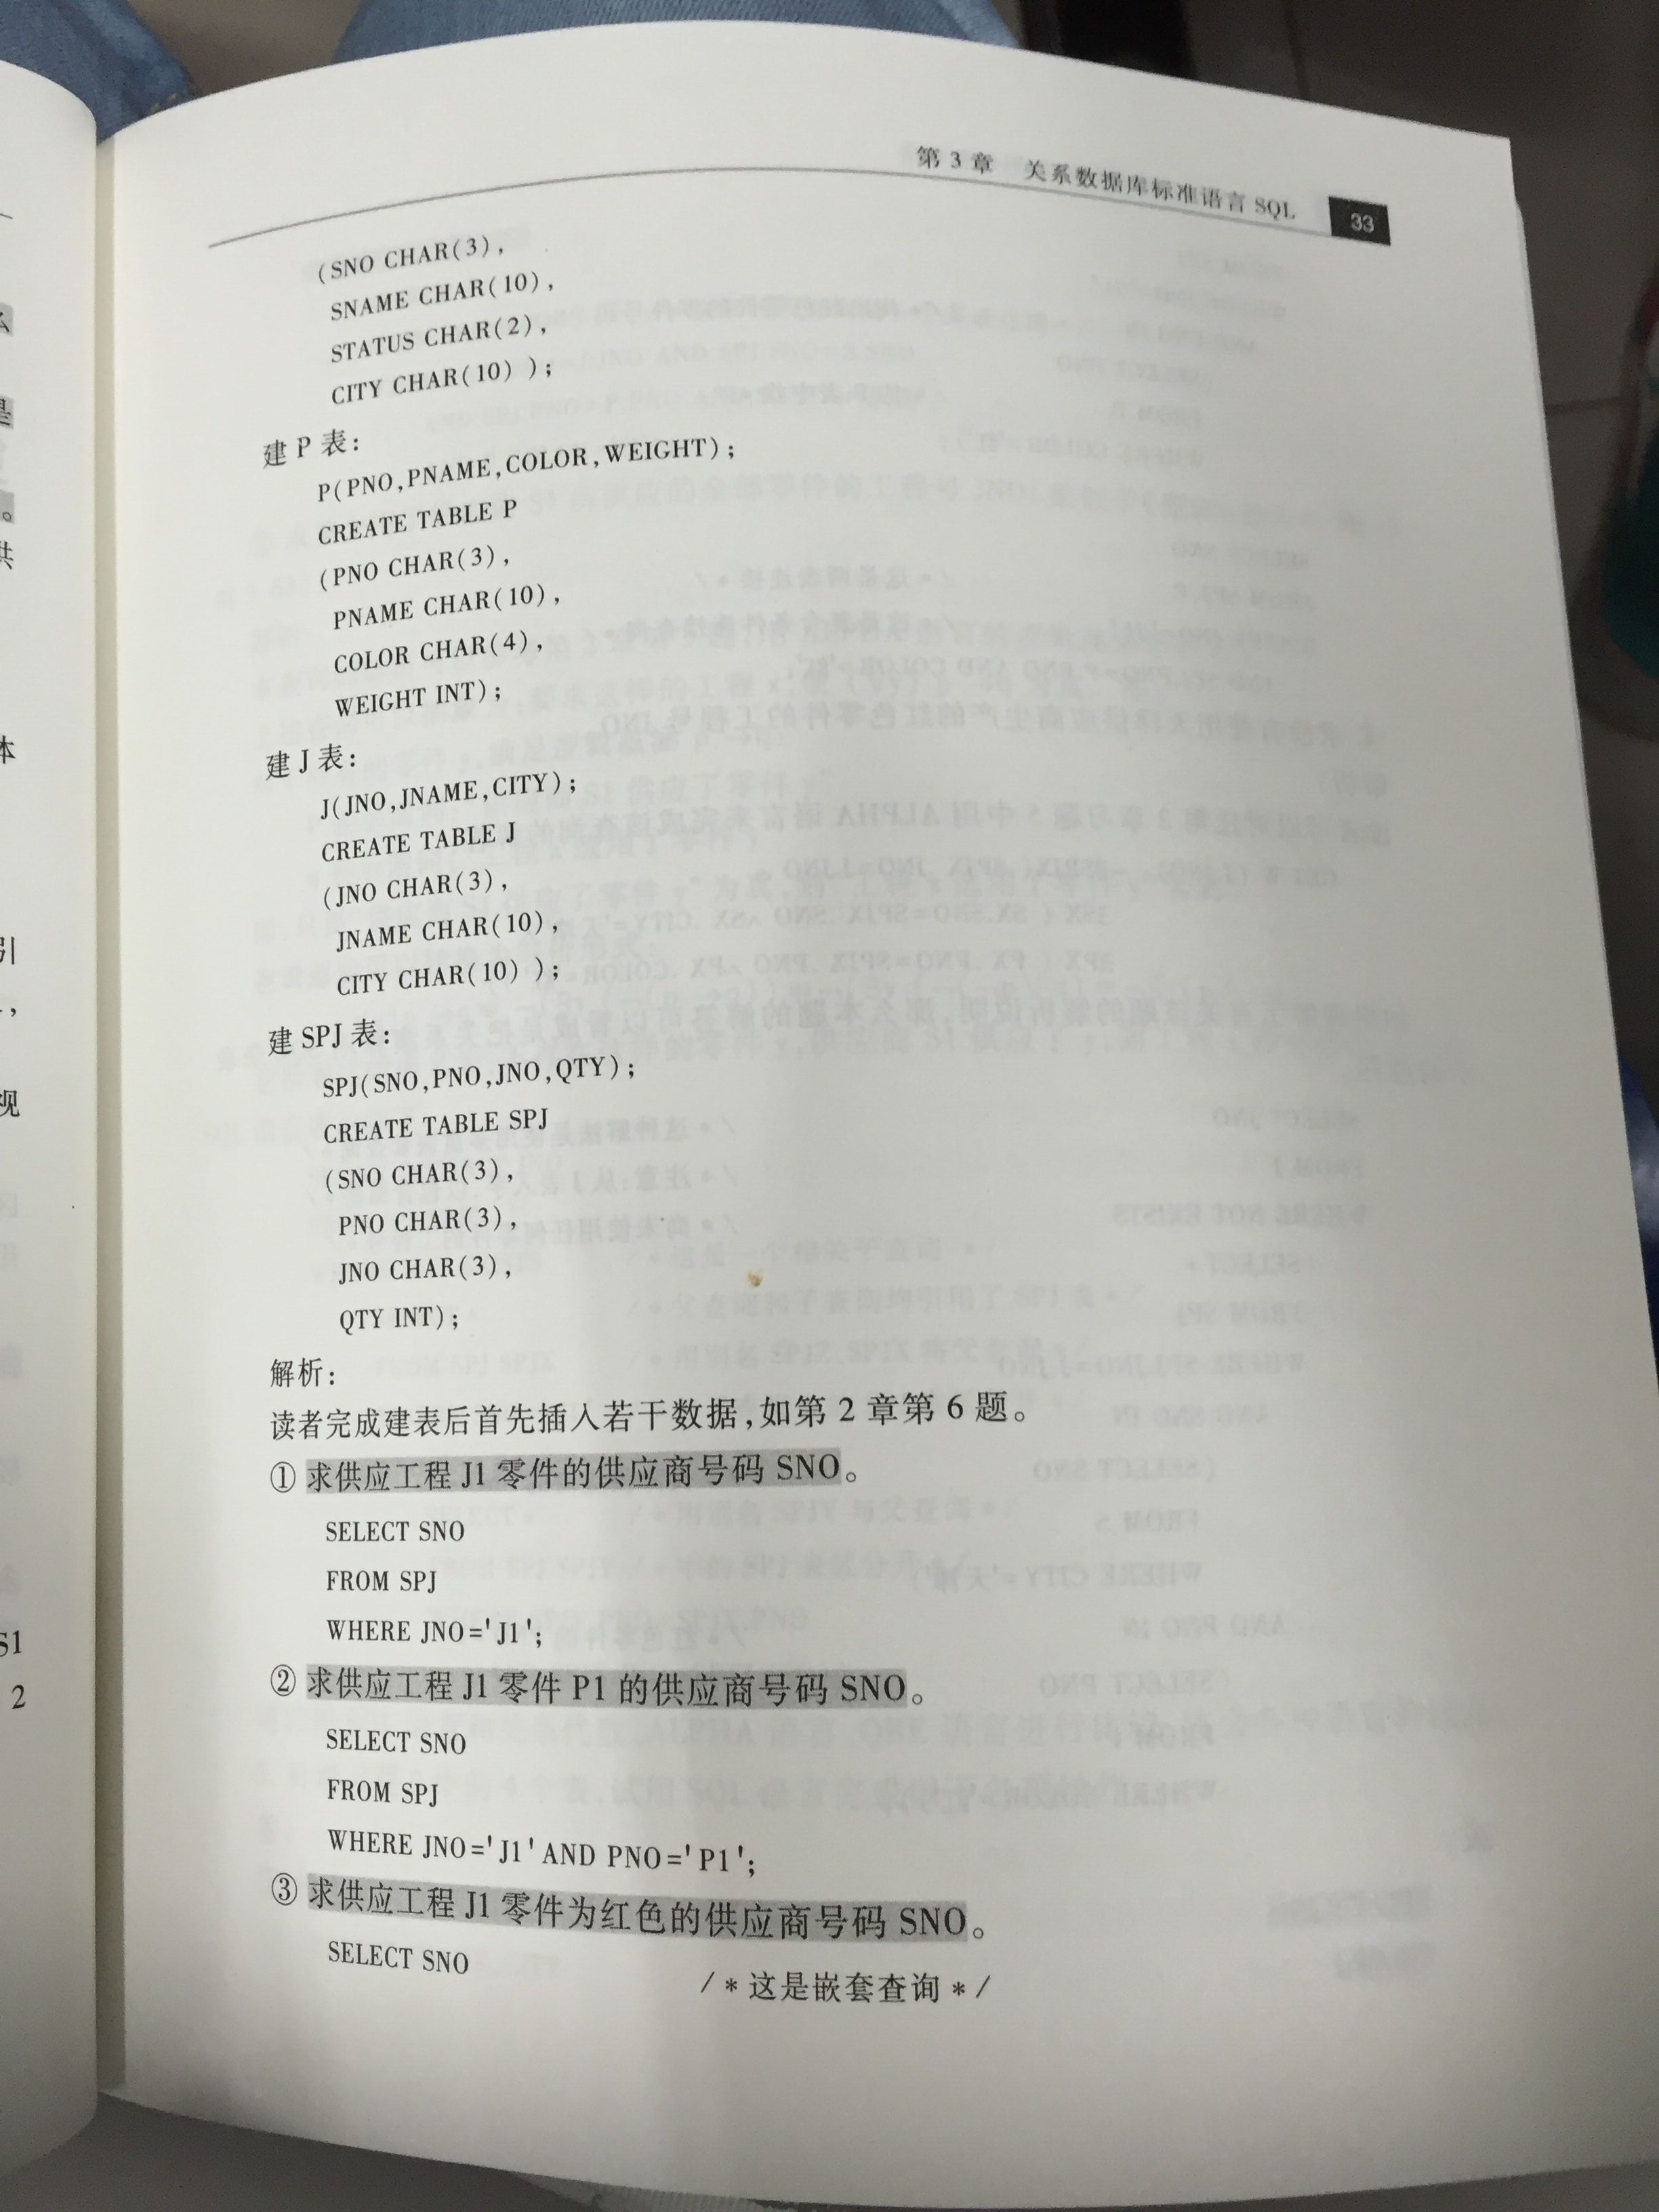 第 3 章 关系数据库标准语言 SQL 33
(SNO CHAR(3),
SNAME CHAR(10),
STATUS CHAR(2),
CITY CHAR(10) );
建 P 表:
P(PNO,PNAME,COLOR,WEIGHT);
CREATE TABLE P
(PNO CHAR(3),
PNAME CHAR(10),
COLOR CHAR(4),
WEIGHT INT);
建 J 表:
J(JNO,JNAME,CITY);
CREATE TABLE J
(JNO CHAR(3),
JNAME CHAR(10),
CITY CHAR(10) );
建 SPJ 表:
SPJ(SNO,PNO,JNO,QTY);
CREATE TABLE SPJ
(SNO CHAR(3),
PNO CHAR(3),
JNO CHAR(3),
QTY INT);
解析:
读者完成建表后首先插入若干数据,如第 2 章第 6 题。
① 求供应工程 J1 零件的供应商号码 SNO。
SELECT SNO
FROM SPJ
WHERE JNO='J1';
② 求供应工程 J1 零件 P1 的供应商号码 SNO。
SELECT SNO
FROM SPJ
WHERE JNO='J1' AND PNO='P1';
③ 求供应工程 J1 零件为红色的供应商号码 SNO。
SELECT SNO /*这是嵌套查询*/